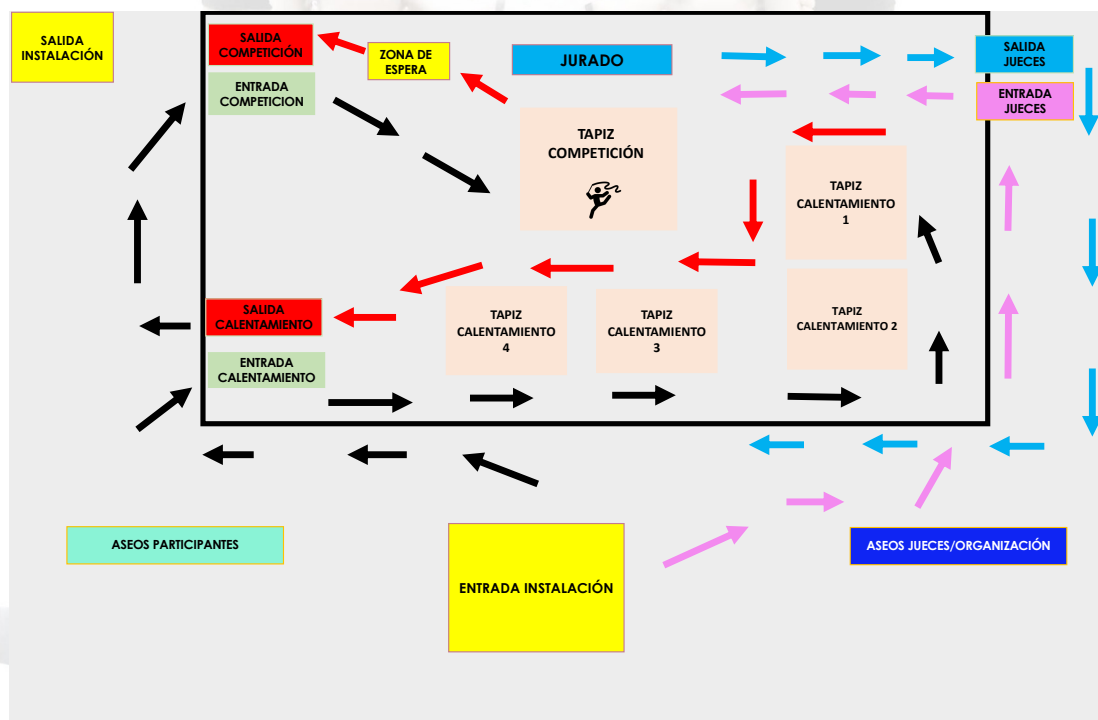 SALIDA
INSTALACIÓN
SALIDA
COMPETICIÓN
ZONA DE
ESPERA
JURADO
SALIDA
JUECES
ENTRADA
COMPETICION
ENTRADA
JUECES
TAPIZ
COMPETICIÓN
TAPIZ
CALENTAMIENTO
1
SALIDA
CALENTAMIENTO
TAPIZ
CALENTAMIENTO
4
TAPIZ
CALENTAMIENTO
3
TAPIZ
CALENTAMIENTO 2
ENTRADA
CALENTAMIENTO
ASEOS PARTICIPANTES
ENTRADA INSTALACIÓN
ASEOS JUECES/ORGANIZACIÓN